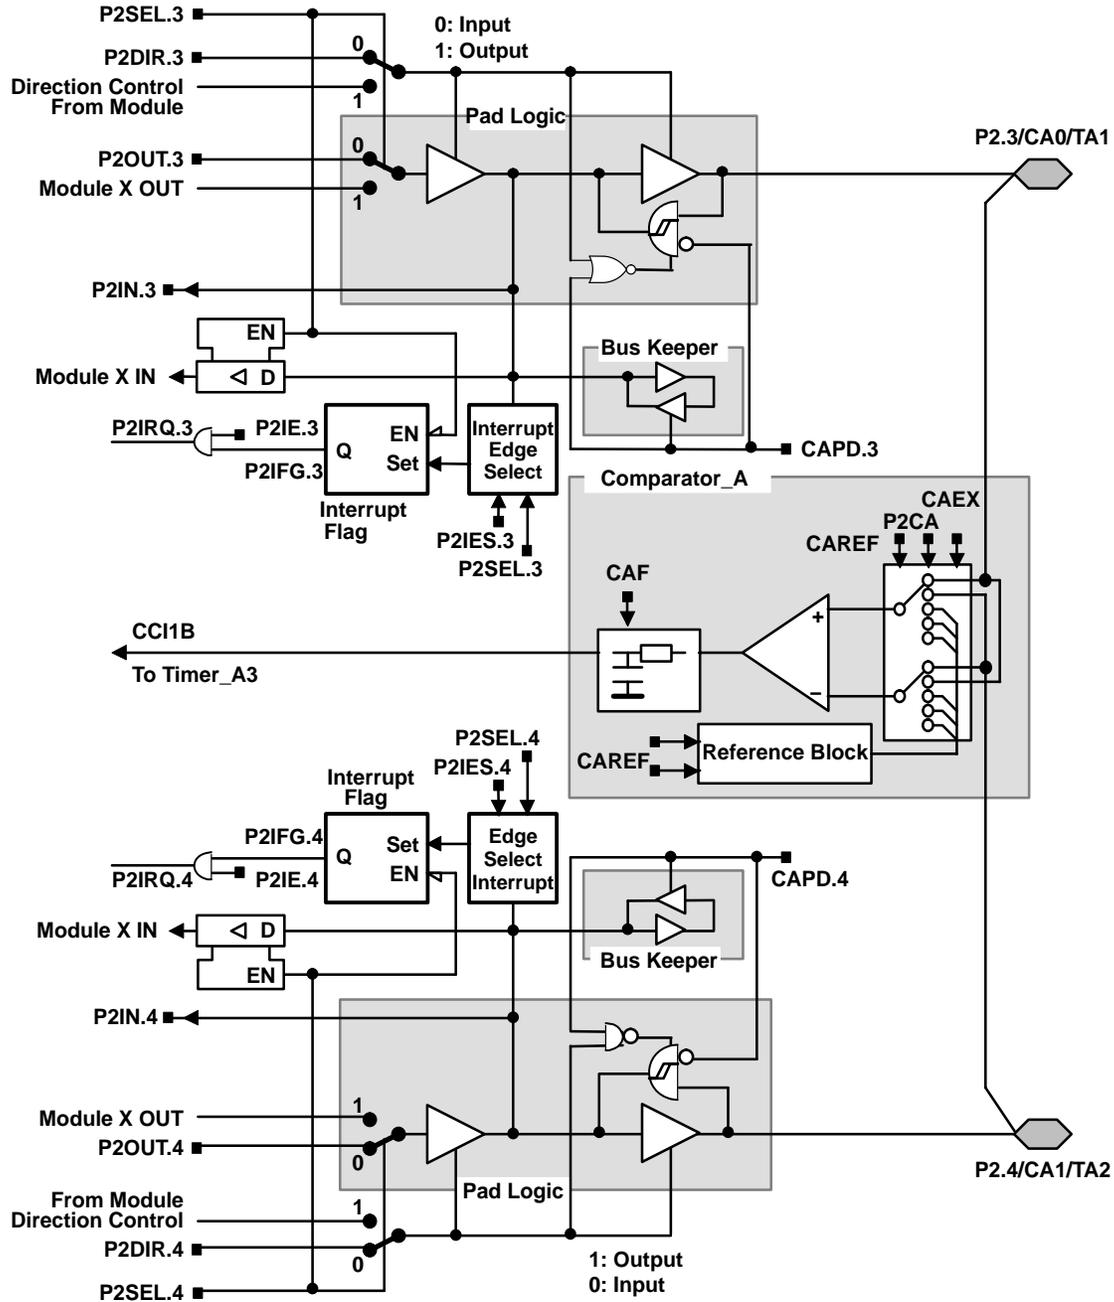 P2SEL.3
0: Input
1: Output
P2DIR.3
0
Direction Control
From Module
1
Pad Logic
P2OUT.3
0
Module X OUT
1
P2.3/CA0/TA1
P2IN.3
EN
Bus Keeper
Module X IN
D
P2IRQ.3
P2IE.3
P2IFG.3
Q
EN
Set
Interrupt
Edge
Select
CAPD.3
Interrupt
Flag
P2IES.3
P2SEL.3
Comparator_A
CAEX
P2CA
CAREF
CAF
+
CCI1B
To Timer_A3
−
Reference Block
CAREF
P2SEL.4
P2IES.4
Interrupt
Flag
P2IFG.4
Q
Set
EN
Edge
Select
Interrupt
P2IRQ.4
P2IE.4
CAPD.4
Module X IN
D
EN
Bus Keeper
P2IN.4
Module X OUT
1
P2OUT.4
0
P2.4/CA1/TA2
Pad Logic
From Module
Direction Control
1
P2DIR.4
0
1: Output
0: Input
P2SEL.4